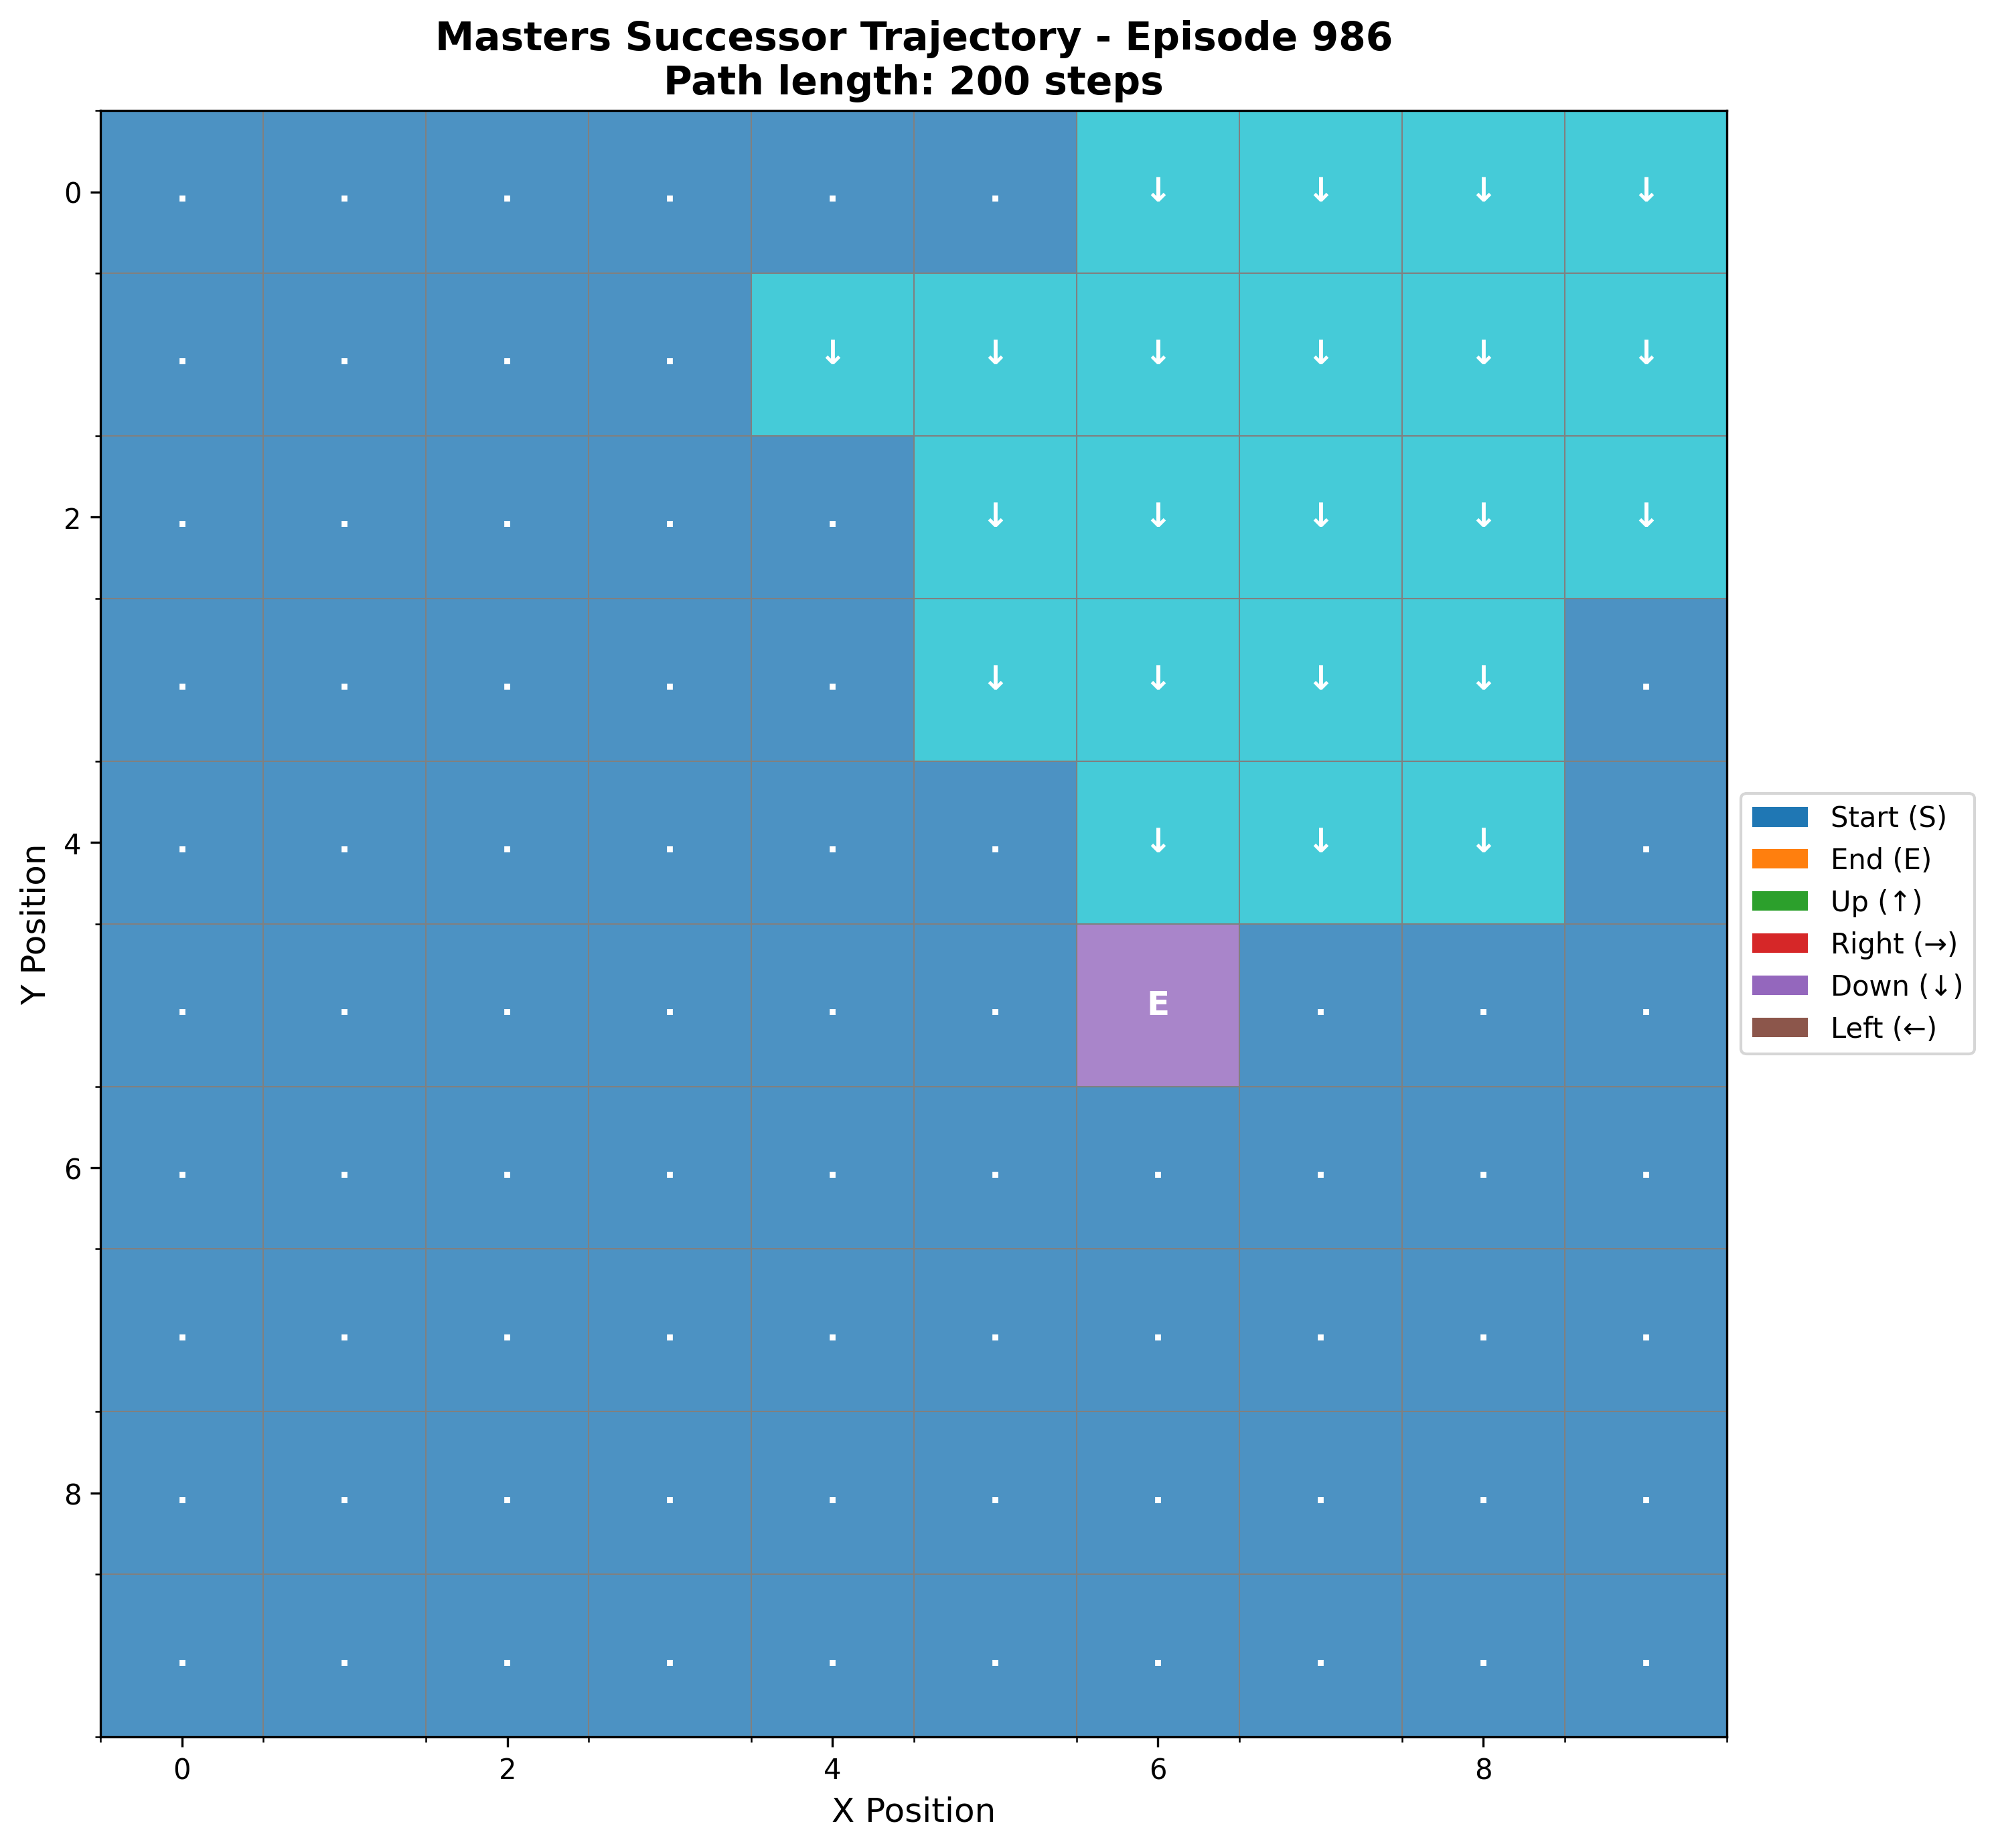 Masters Successor Trajectory - Episode 986
Path length: 200 steps
0 . . . . . . ↓ ↓ ↓ ↓
. . . . ↓ ↓ ↓ ↓ ↓ ↓
2 . . . . . ↓ ↓ ↓ ↓ ↓
. . . . . ↓ ↓ ↓ ↓ .
4 . . . . . . ↓ ↓ ↓ .
. . . . . . E . . .
6 . . . . . . . . . .
. . . . . . . . . .
8 . . . . . . . . . .
. . . . . . . . . .
0 2 4 6 8
X Position
Y Position
Start (S)
End (E)
Up (↑)
Right (→)
Down (↓)
Left (←)